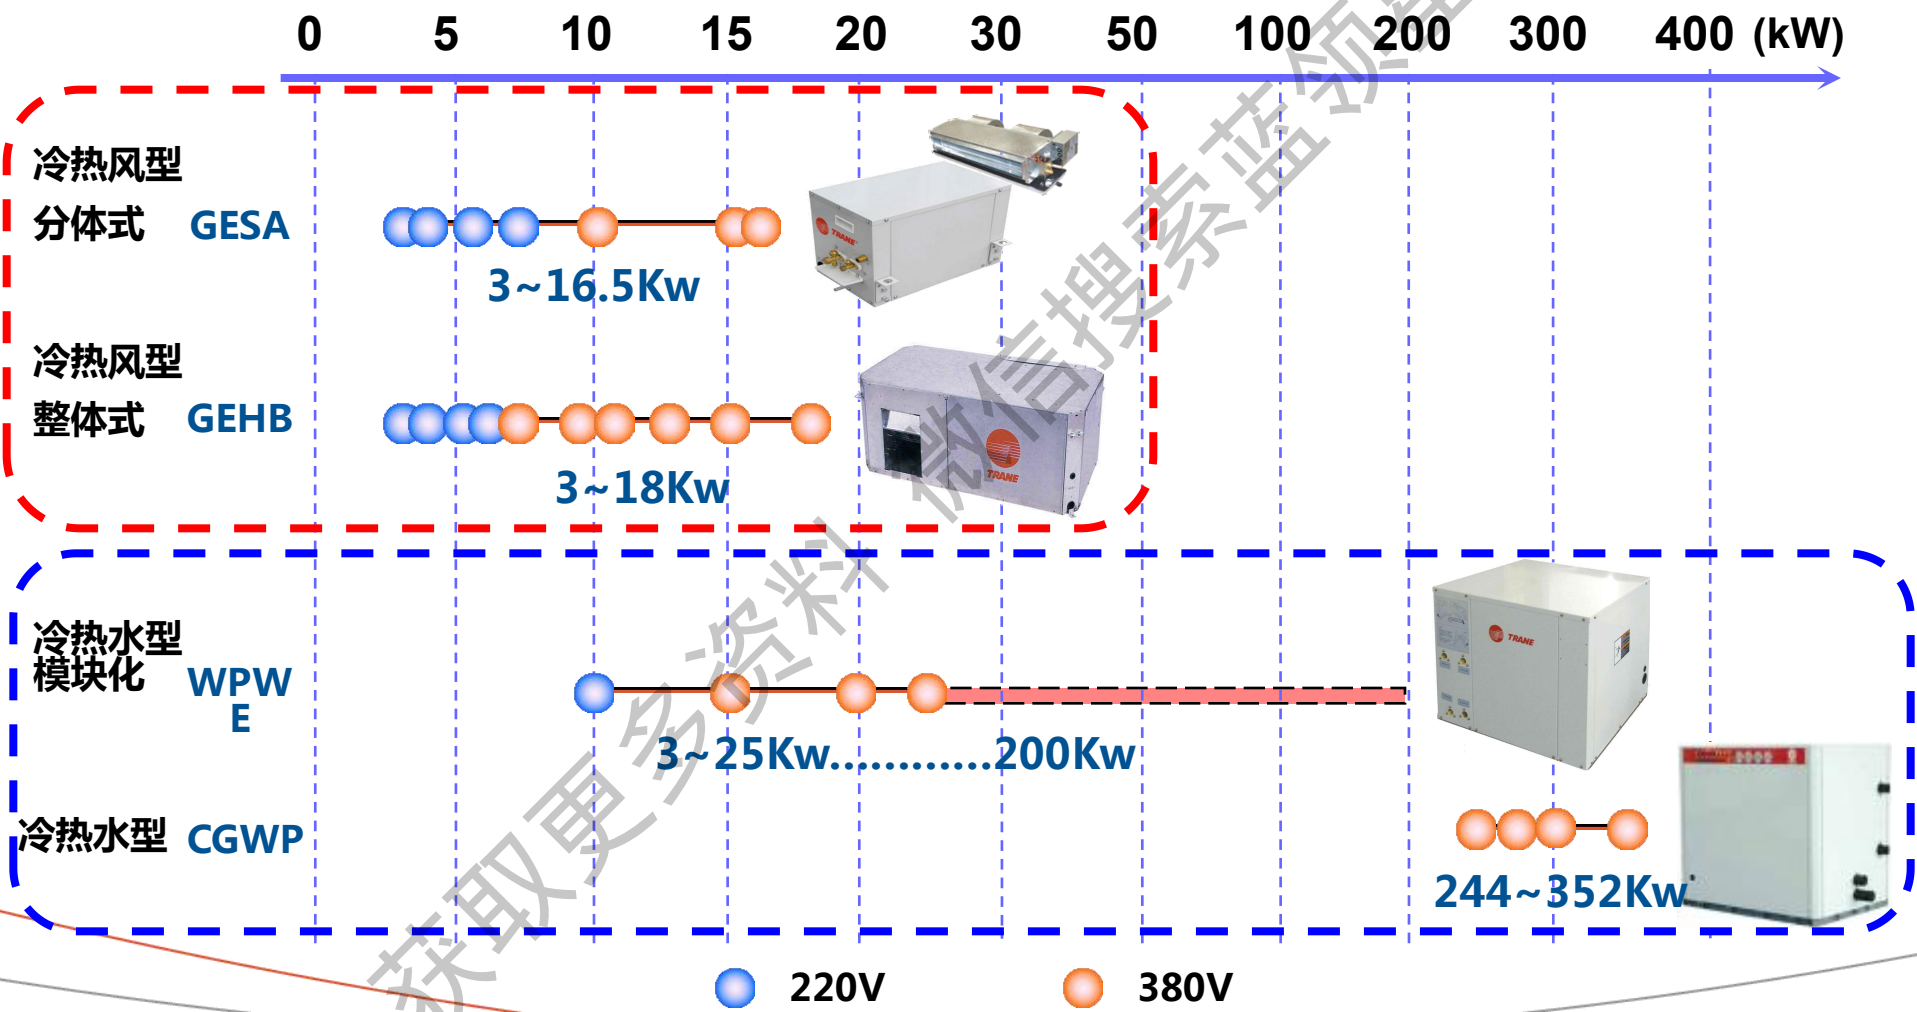 0 5 10 15 20 30 50 100 200 300 400 (kW)
冷热风型
分体式 GESA
3~16.5Kw
TRANE
冷热风型
整体式 GEHB
3~18Kw
TRANE
冷热水型
模块化 WPW
E
3~25Kw............200Kw
TRANE
冷热水型 CGWP
244~352Kw
220V 380V
获取更多资料 微信搜索蓝领